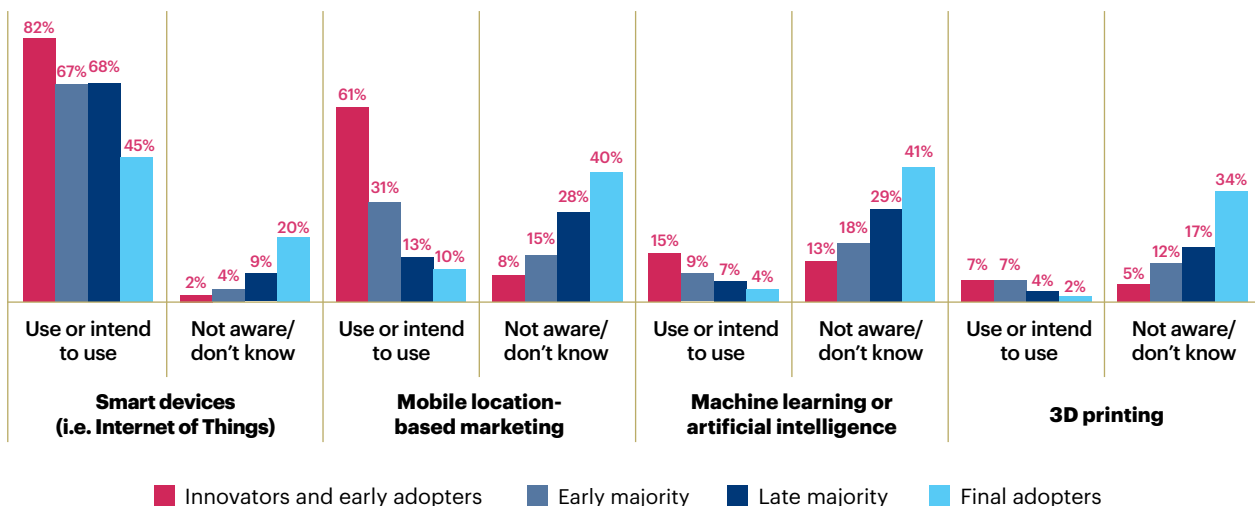 82%
67%
68%
45%
2%
4%
9%
20%
61%
31%
13%
10%
8%
15%
28%
40%
15%
9%
7%
4%
13%
18%
29%
41%
7%
7%
4%
2%
5%
12%
17%
34%
Use or intend
to use
Not aware/
don’t know
Use or intend
to use
Not aware/
don’t know
Use or intend
to use
Not aware/
don’t know
Use or intend
to use
Not aware/
don’t know
Smart devices
(i.e. Internet of Things)
Mobile location-
based marketing
Machine learning or
artificial intelligence
3D printing
Innovators and early adopters
Early majority
Late majority
Final adopters